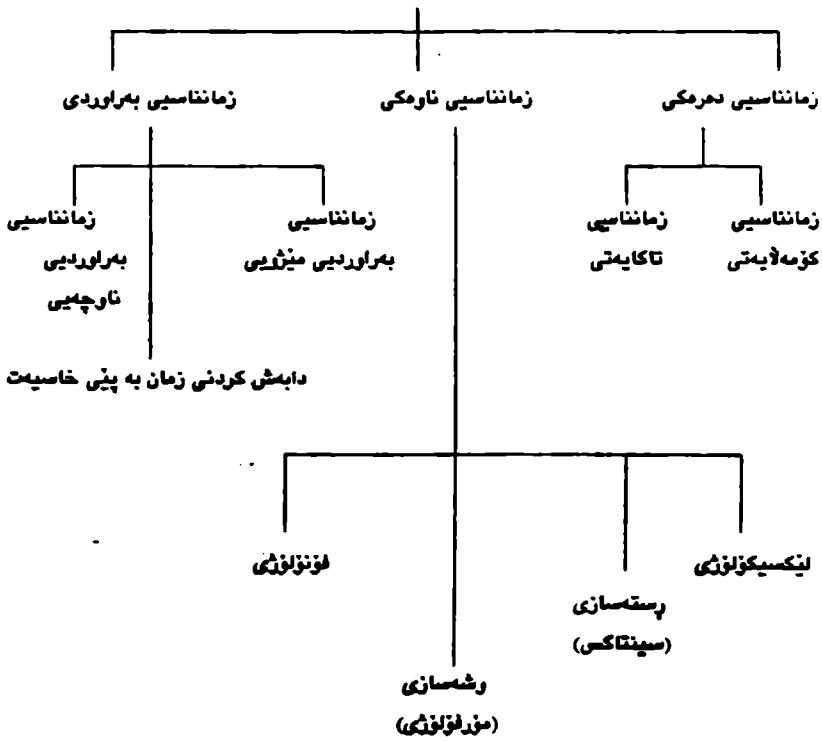 زمانناسیی دەرەکی
زمانناسیی ناوەکی
زمانناسیی بەراوردی
زمانناسیی
کۆمەڵایەتی
زمانناسیی
تاکایەتی
زمانناسیی
بەراوردیی مێژویی
زمانناسیی
بەراوردیی
ناوچەیی
دابەش کردنی زمان بە پێی خاسیەت
لێکسیکۆلۆژی
ڕستەسازی
(سینتاکس)
وشەسازی
(مۆرفۆلۆژی)
فۆنۆلۆژی